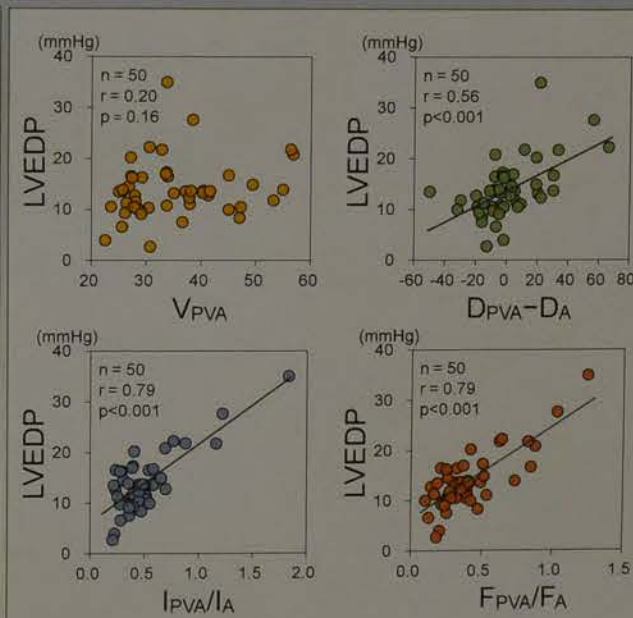 (mmHg)
40
30
20
10
0
LVEDP
n = 50
r = 0.20
p = 0.16
20 30 40 50 60
VPVA
(mmHg)
40
30
20
10
0
LVEDP
n = 50
r = 0.56
p<0.001
-60 -40 -20 0 20 40 60 80
DPVA−DA
(mmHg)
40
30
20
10
0
LVEDP
n = 50
r = 0.79
p<0.001
0.0 0.5 1.0 1.5 2.0
IPVA/IA
(mmHg)
40
30
20
10
0
LVEDP
n = 50
r = 0.79
p<0.001
0.0 0.5 1.0 1.5
FPVA/FA